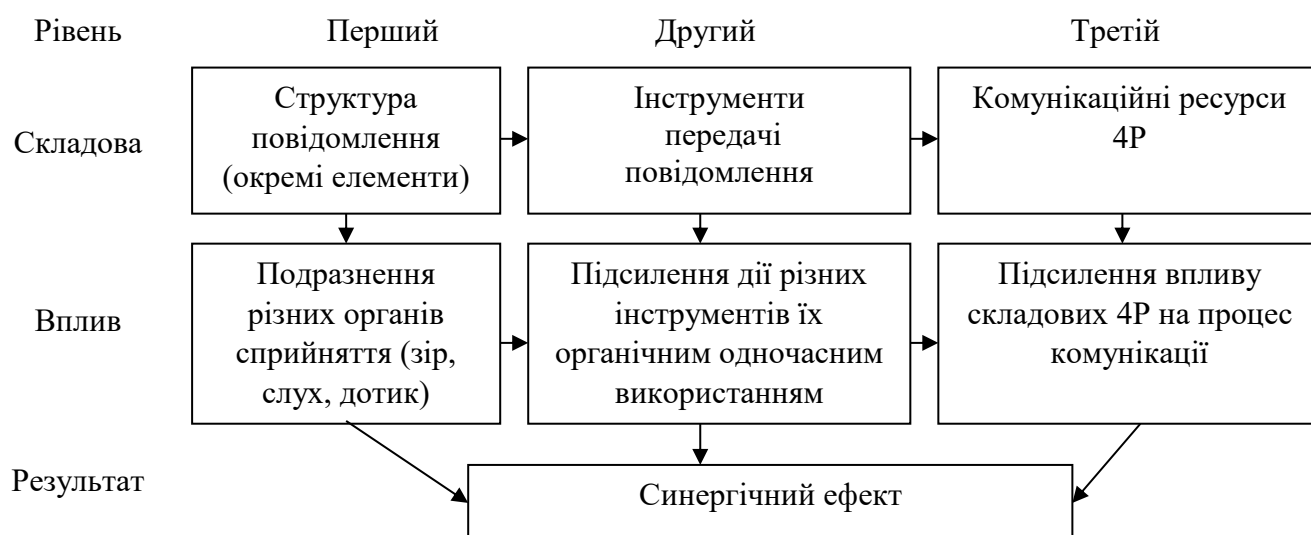 Рівень Перший Другий Третій
Складова
Структура
повідомлення
(окремі елементи)
Інструменти
передачі
повідомлення
Комунікаційні ресурси
4Р
Вплив
Подразнення
різних органів
сприйняття (зір,
слух, дотик)
Підсилення дії різних
інструментів їх
органічним одночасним
використанням
Підсилення впливу
складових 4Р на процес
комунікації
Результат
Синергічний ефект